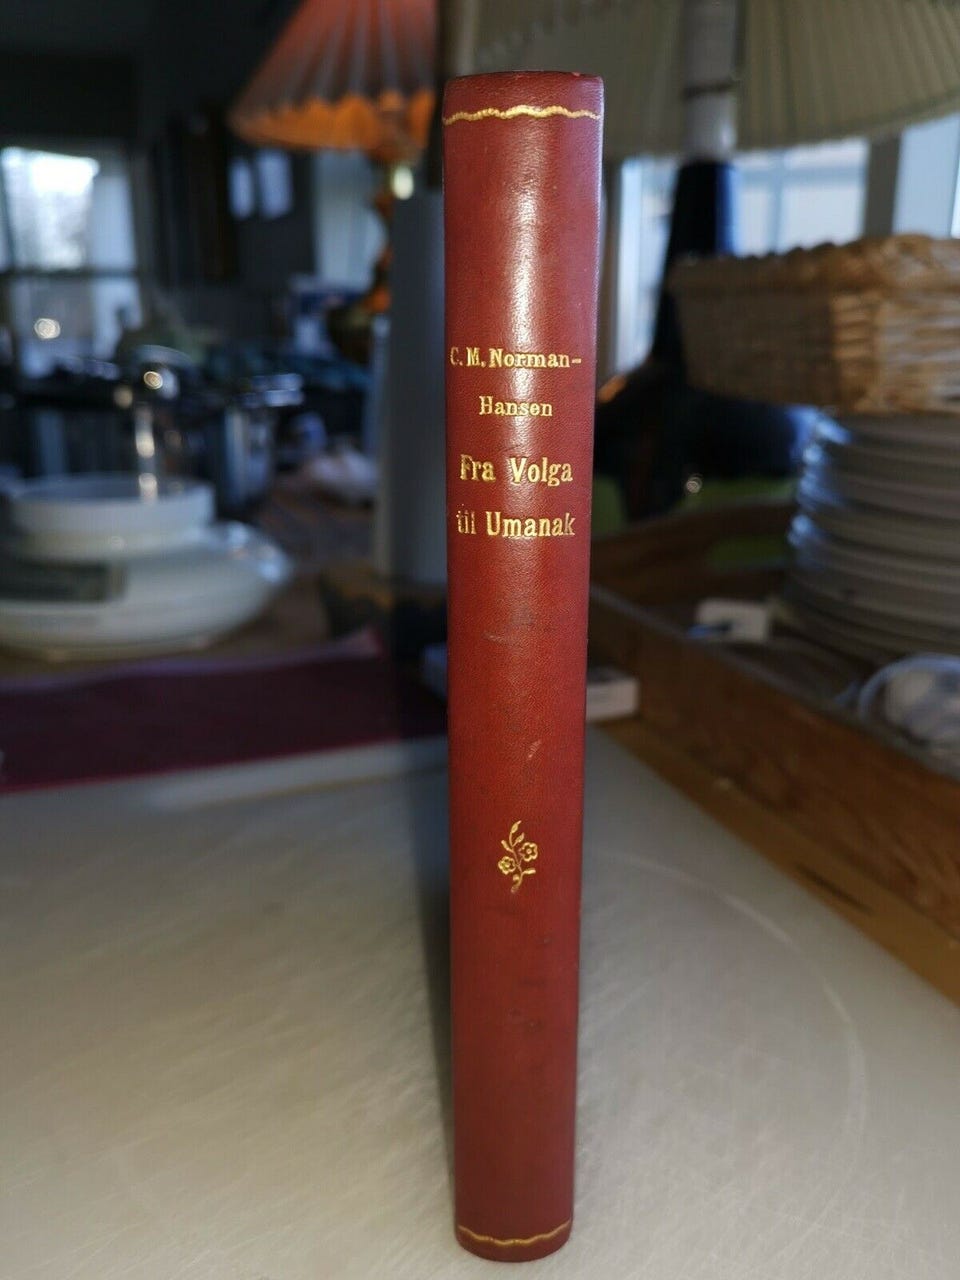 C. M. Norman-
Hansen
Fra Volga
til Umanak